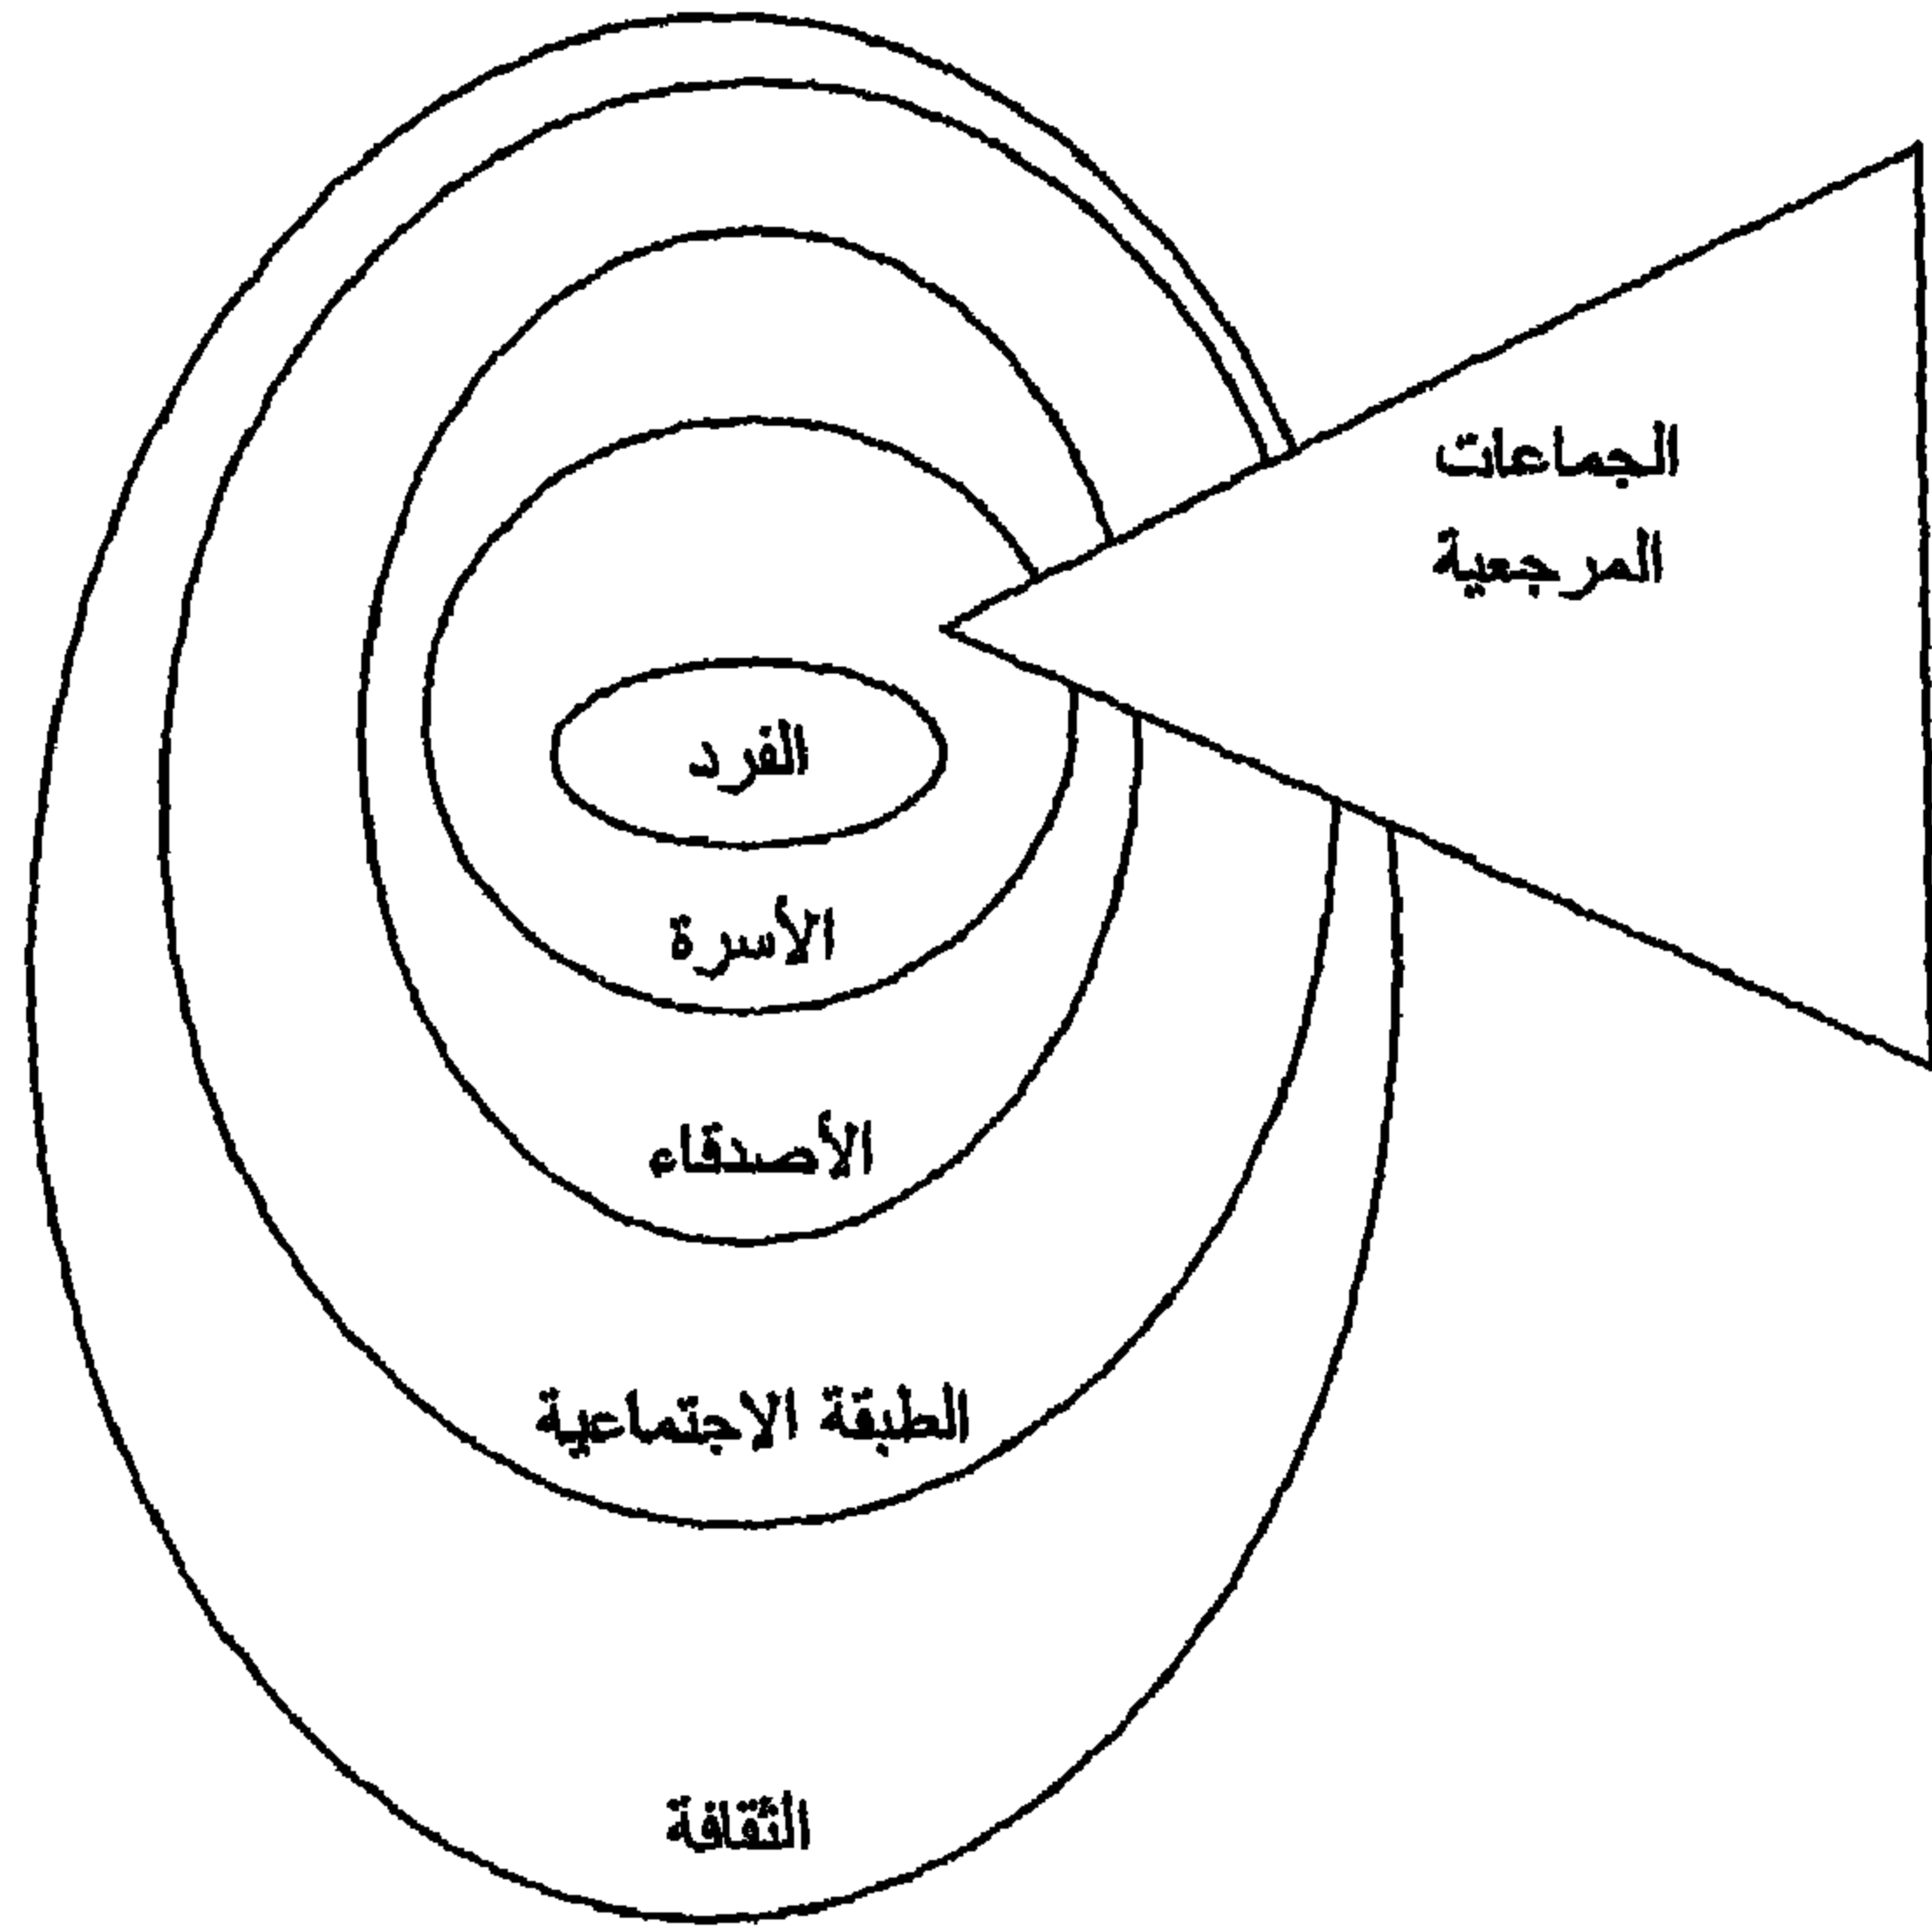 الجماعات
المرجعية
الفرد
الأسرة
الأصدقاء
الطبقة الاجتماعية
الثقافة